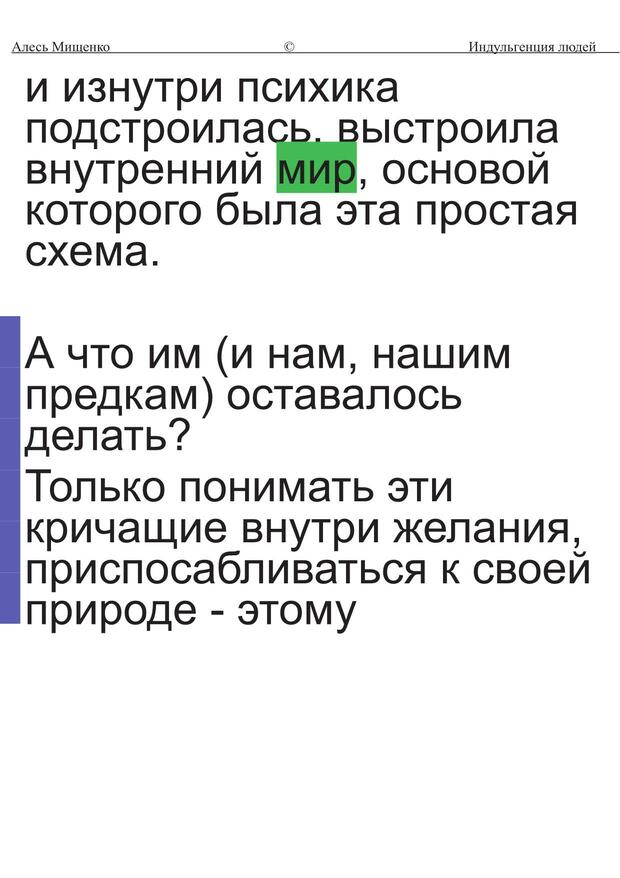 Алесь Мищенко © Индульгенция людей
и изнутри психика
подстроилась, выстроила
внутренний мир, основой
которого была эта простая
схема.
А что им (и нам, нашим
предкам) оставалось
делать?
Только понимать эти
кричащие внутри желания,
приспосабливаться к своей
природе - этому